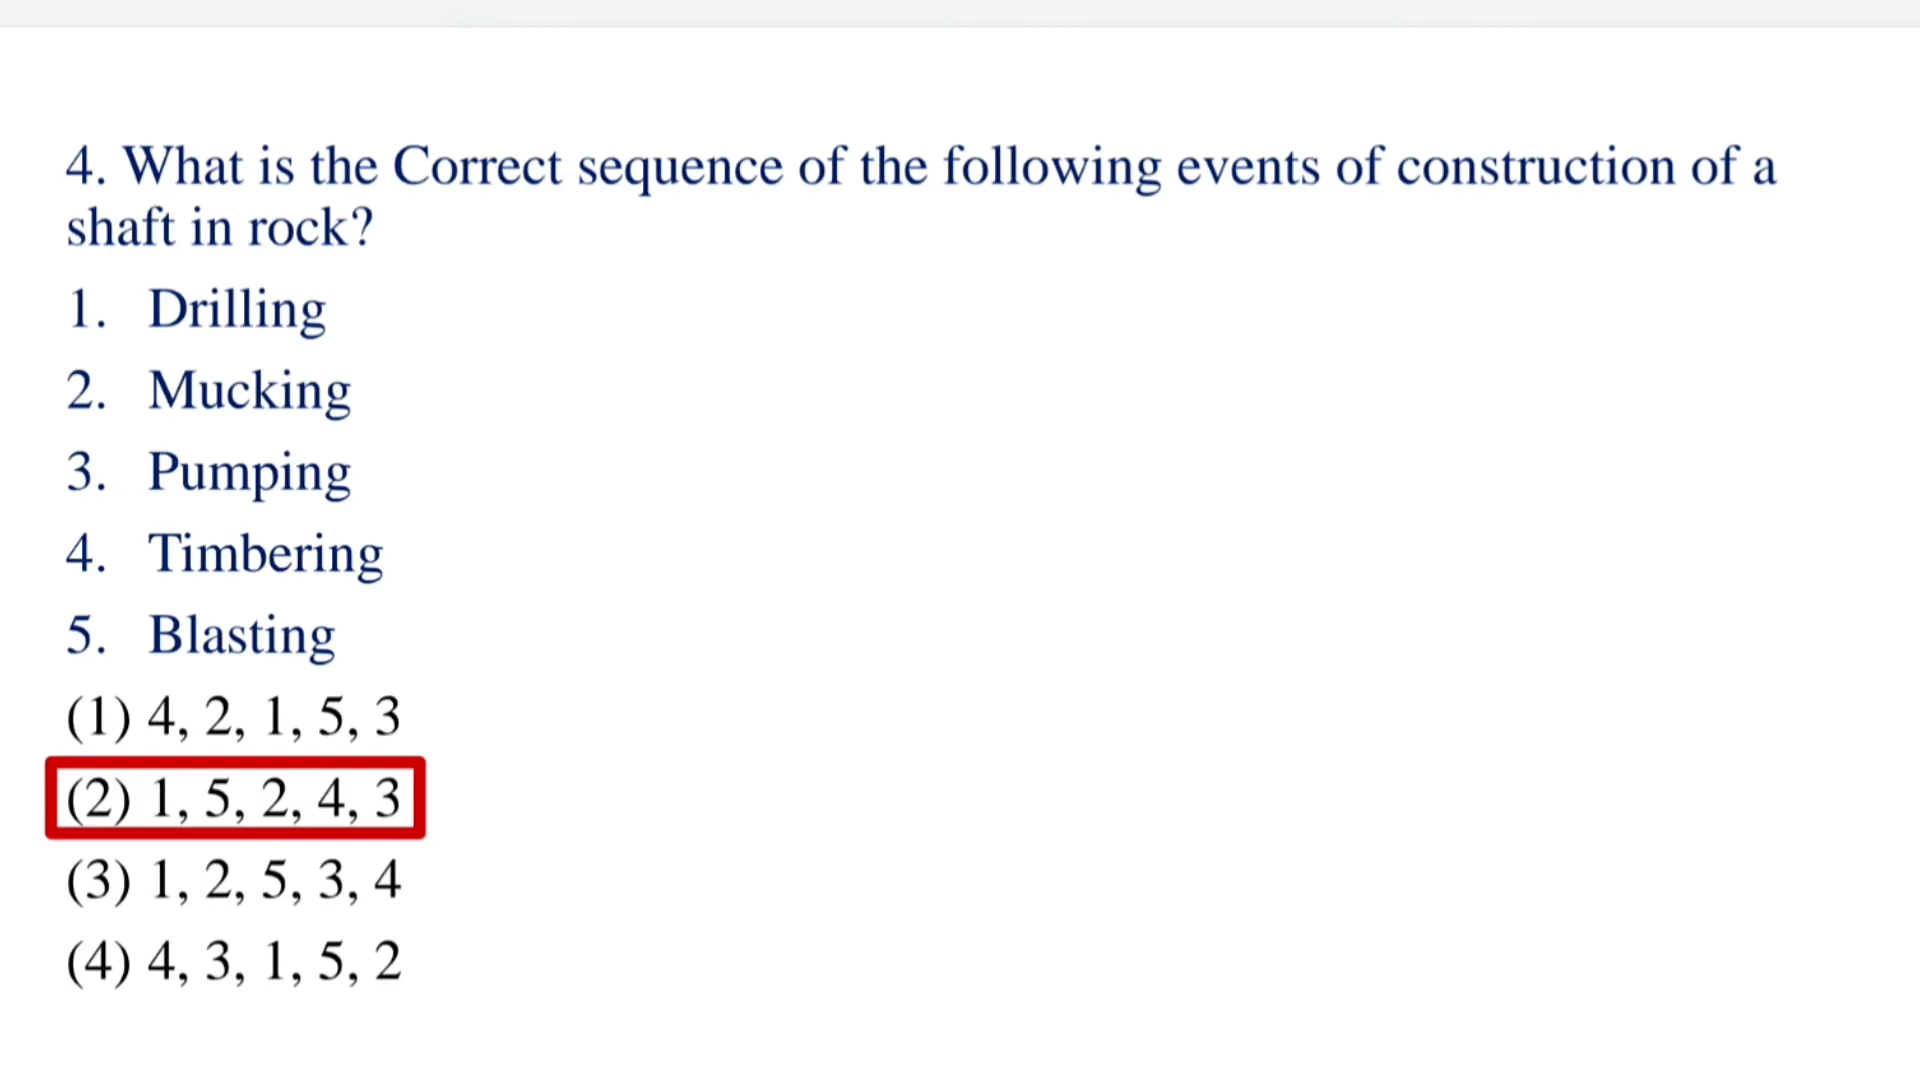 4. What is the Correct sequence of the following events of construction of a
shaft in rock?
1. Drilling
2. Mucking
3. Pumping
4. Timbering
5. Blasting
(1) 4, 2, 1, 5, 3
(2) 1, 5, 2, 4, 3
(3) 1, 2, 5, 3, 4
(4) 4, 3, 1, 5, 2